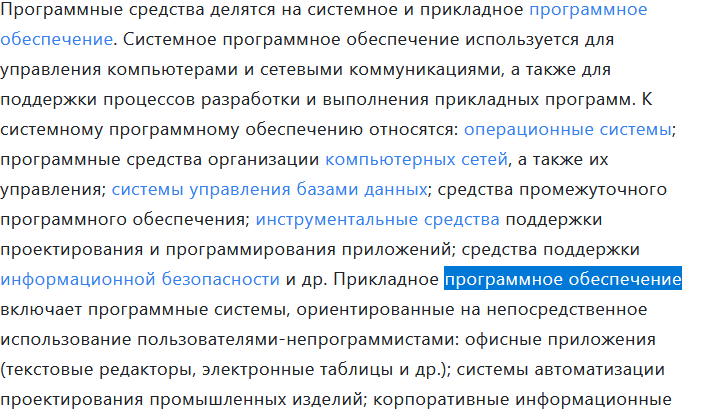 Программные средства делятся на системное и прикладное программное
обеспечение. Системное программное обеспечение используется для
управления компьютерами и сетевыми коммуникациями, а также для
поддержки процессов разработки и выполнения прикладных программ. К
системному программному обеспечению относятся: операционные системы;
программные средства организации компьютерных сетей, а также их
управления; системы управления базами данных; средства промежуточного
программного обеспечения; инструментальные средства поддержки
проектирования и программирования приложений; средства поддержки
информационной безопасности и др. Прикладное программное обеспечение
включает программные системы, ориентированные на непосредственное
использование пользователями-непрограммистами: офисные приложения
(текстовые редакторы, электронные таблицы и др.); системы автоматизации
проектирования промышленных изделий; корпоративные информационные